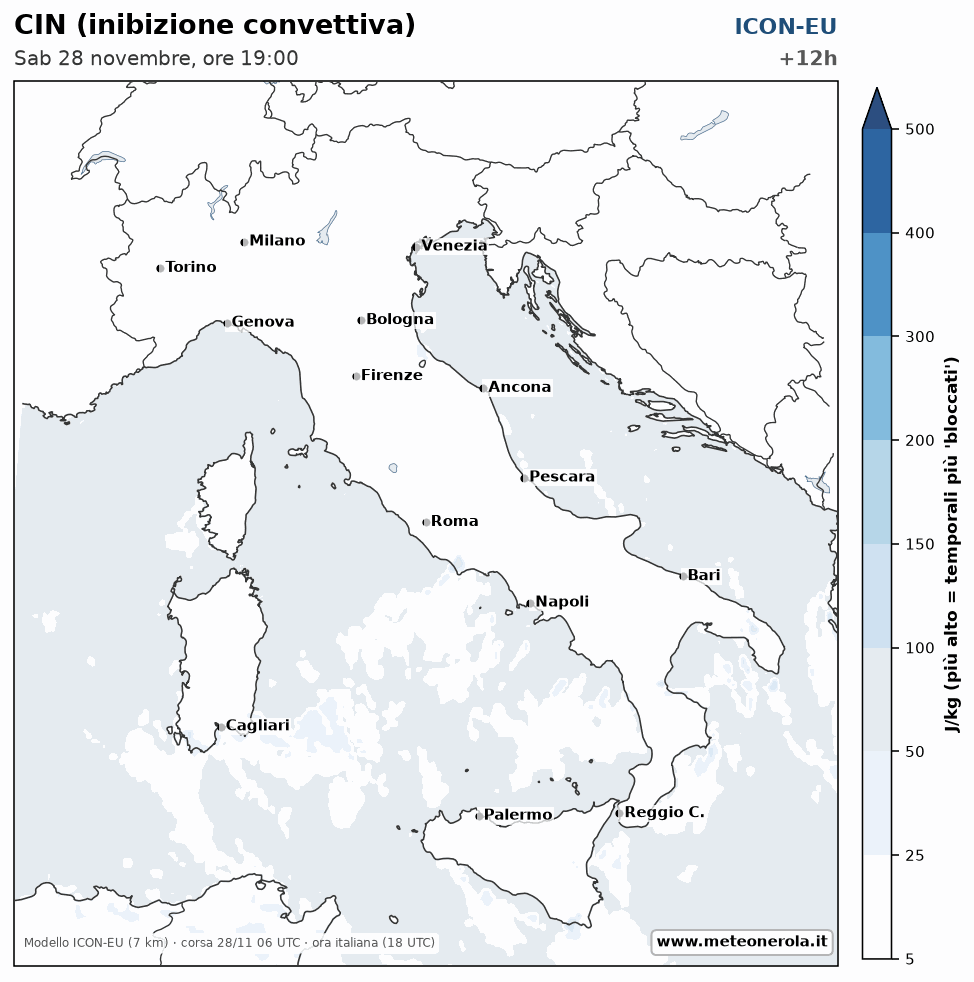 CIN (inibizione convettiva)
ICON-EU
Sab 28 novembre, ore 19:00
+12h
500
400
300
200
150
100
50
25
5
J/kg (più alto = temporali più 'bloccati')
Milano
Venezia
Torino
Bologna
Genova
Firenze
Ancona
Pescara
Roma
Bari
Napoli
Cagliari
Palermo
Reggio C.
Modello ICON-EU (7 km) · corsa 28/11 06 UTC · ora italiana (18 UTC)
www.meteonerola.it